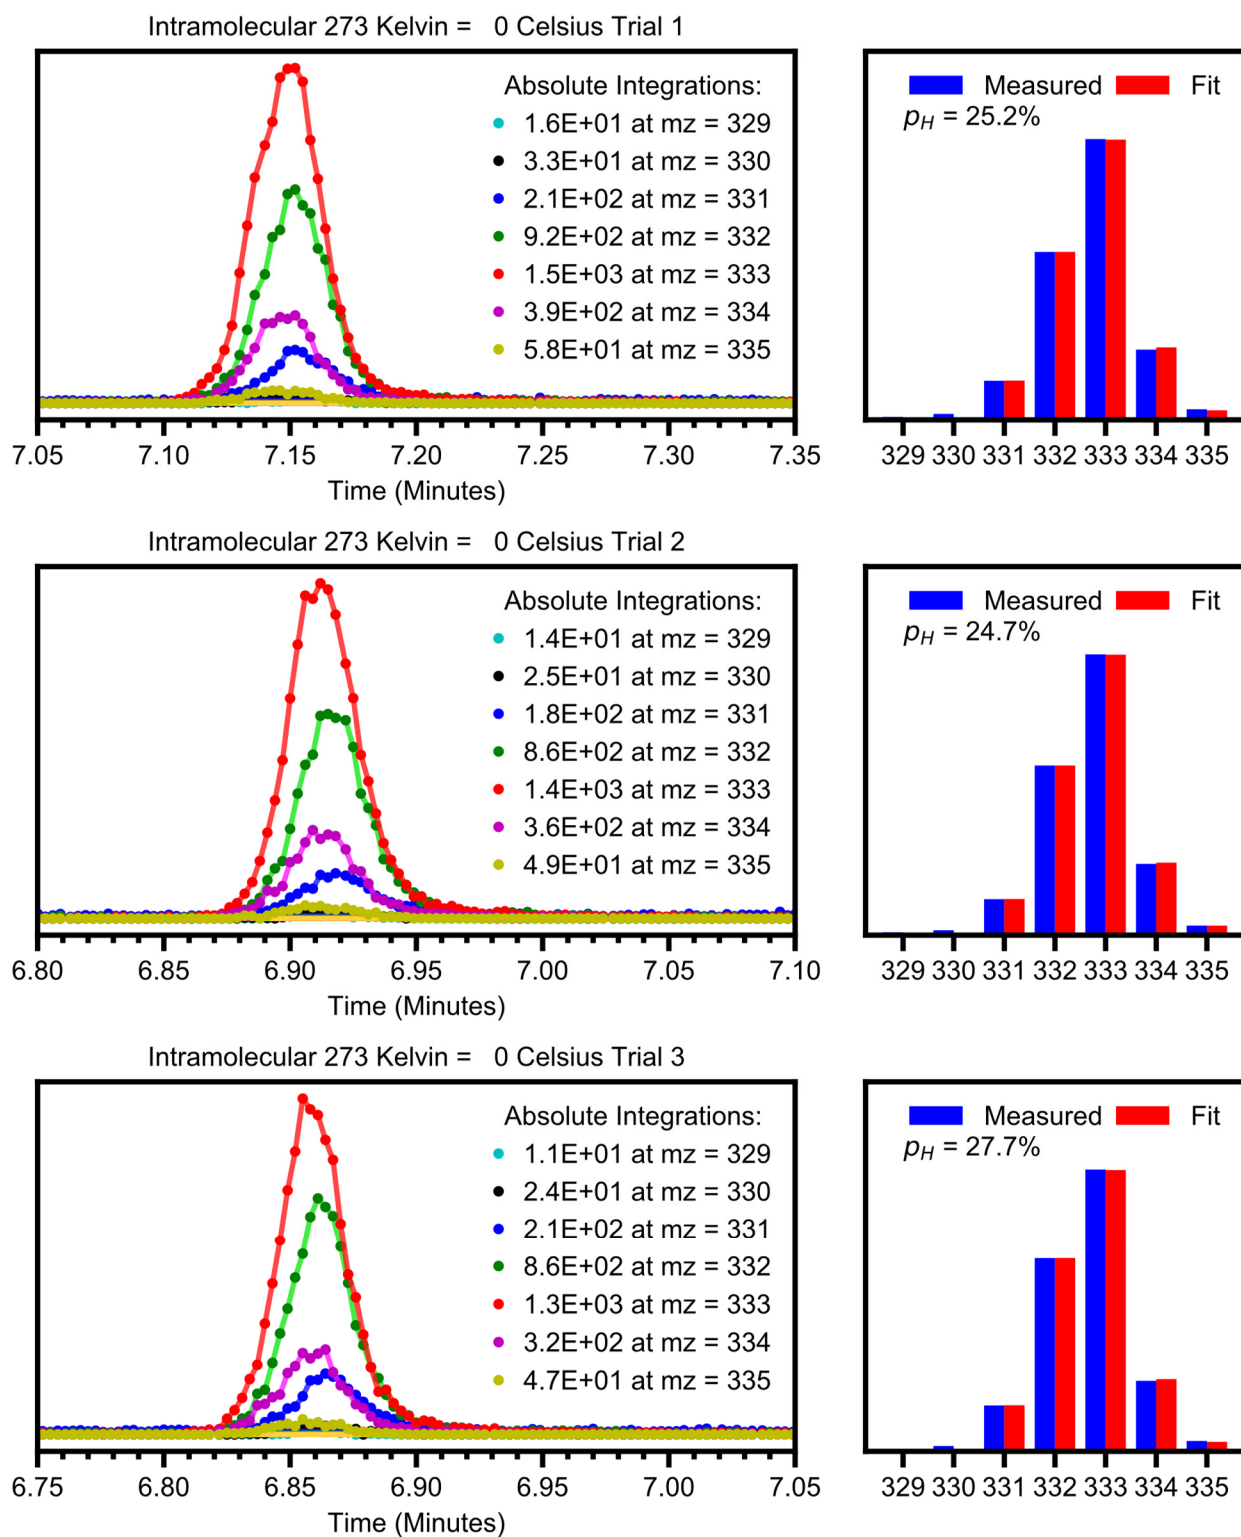 Intramolecular 273 Kelvin =   0 Celsius Trial 1
Absolute Integrations:
1.6E+01 at mz = 329
3.3E+01 at mz = 330
2.1E+02 at mz = 331
9.2E+02 at mz = 332
1.5E+03 at mz = 333
3.9E+02 at mz = 334
5.8E+01 at mz = 335
7.05 7.10 7.15 7.20 7.25 7.30 7.35
Time (Minutes)
Measured Fit
pH = 25.2%
329 330 331 332 333 334 335
Intramolecular 273 Kelvin =   0 Celsius Trial 2
Absolute Integrations:
1.4E+01 at mz = 329
2.5E+01 at mz = 330
1.8E+02 at mz = 331
8.6E+02 at mz = 332
1.4E+03 at mz = 333
3.6E+02 at mz = 334
4.9E+01 at mz = 335
6.80 6.85 6.90 6.95 7.00 7.05 7.10
Time (Minutes)
Measured Fit
pH = 24.7%
329 330 331 332 333 334 335
Intramolecular 273 Kelvin =   0 Celsius Trial 3
Absolute Integrations:
1.1E+01 at mz = 329
2.4E+01 at mz = 330
2.1E+02 at mz = 331
8.6E+02 at mz = 332
1.3E+03 at mz = 333
3.2E+02 at mz = 334
4.7E+01 at mz = 335
6.75 6.80 6.85 6.90 6.95 7.00 7.05
Time (Minutes)
Measured Fit
pH = 27.7%
329 330 331 332 333 334 335